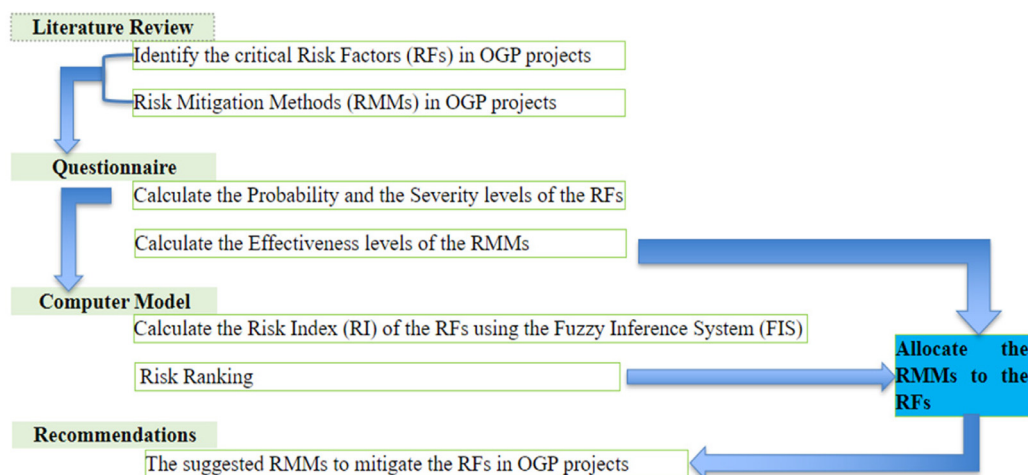 Literature Review
Identify the critical Risk Factors (RFs) in OGP projects
Risk Mitigation Methods (RMMs) in OGP projects
Questionnaire
Calculate the Probability and the Severity levels of the RFs
Calculate the Effectiveness levels of the RMMs
Computer Model
Calculate the Risk Index (RI) of the RFs using the Fuzzy Inference System (FIS)
Risk Ranking
Allocate the
RMMs to the
RFs
Recommendations
The suggested RMMs to mitigate the RFs in OGP projects